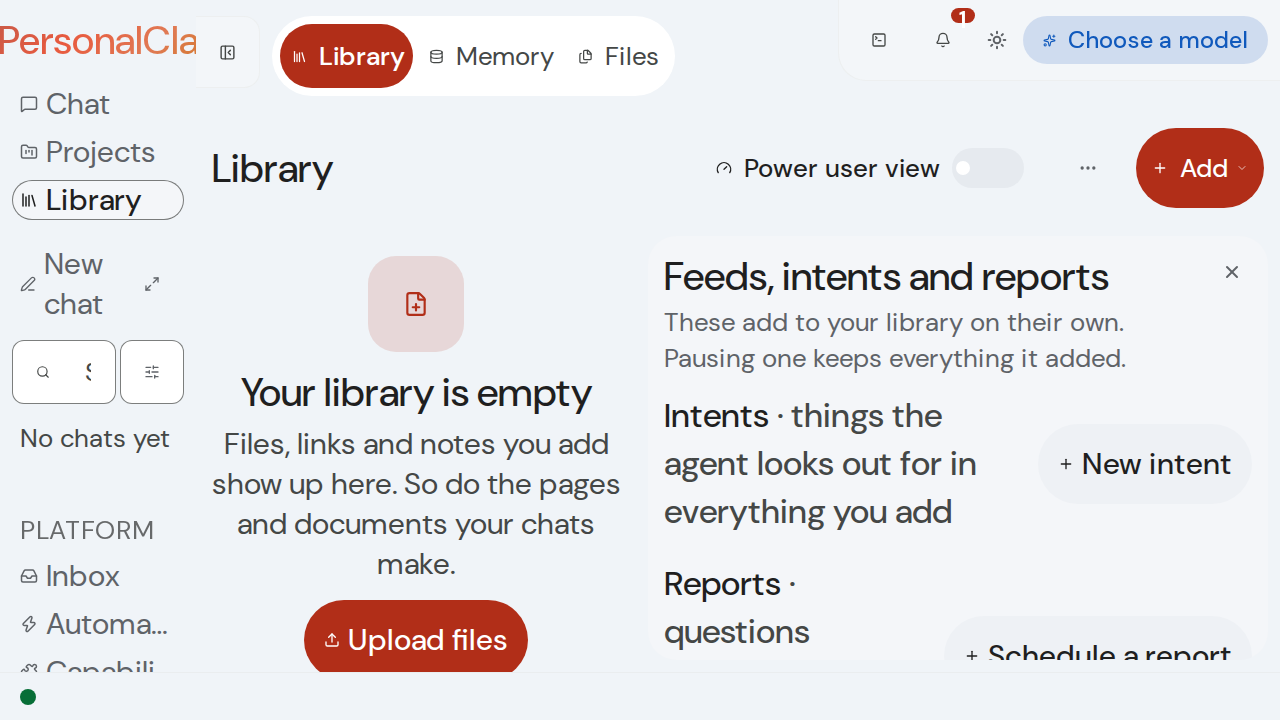 PersonalCla
Chat
Projects
Library
New
chat
No chats yet
PLATFORM
Inbox
Automa...
Capabili
Library
Memory
Files
1
Choose a model
Library
Power user view
Add
Your library is empty
Files, links and notes you add
show up here. So do the pages
and documents your chats
make.
Upload files
Feeds, intents and reports
These add to your library on their own.
Pausing one keeps everything it added.
Intents · things the
agent looks out for in
everything you add
New intent
Reports ·
questions
Schedule a report